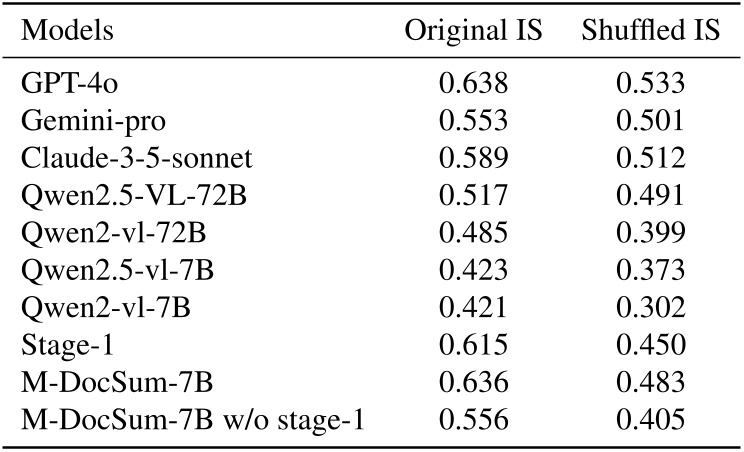 Models Original IS Shuffled IS
GPT-4o 0.638 0.533
Gemini-pro 0.553 0.501
Claude-3-5-sonnet 0.589 0.512
Qwen2.5-VL-72B 0.517 0.491
Qwen2-vl-72B 0.485 0.399
Qwen2.5-vl-7B 0.423 0.373
Qwen2-vl-7B 0.421 0.302
Stage-1 0.615 0.450
M-DocSum-7B 0.636 0.483
M-DocSum-7B w/o stage-1 0.556 0.405